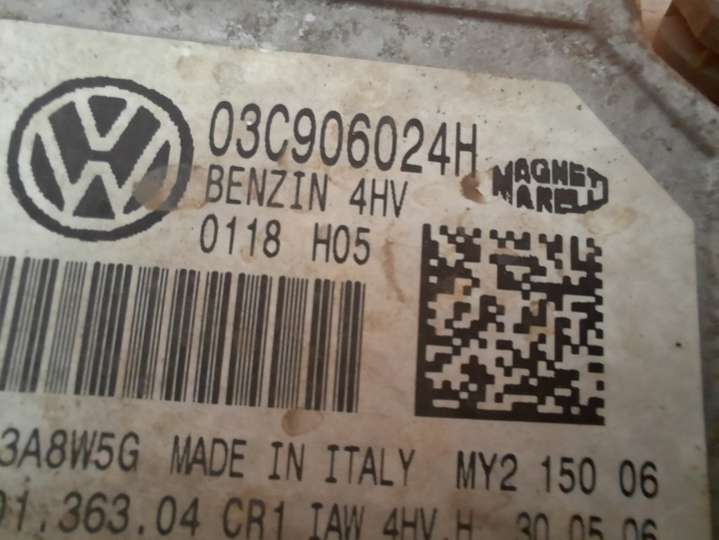 03C906024H
BENZIN 4HV
MAGNETI
MARELLI
0118 H05
3A8W5G MADE IN ITALY MY2 150 06
01.363.04 CR1 IAW 4HV.H 30.05.06